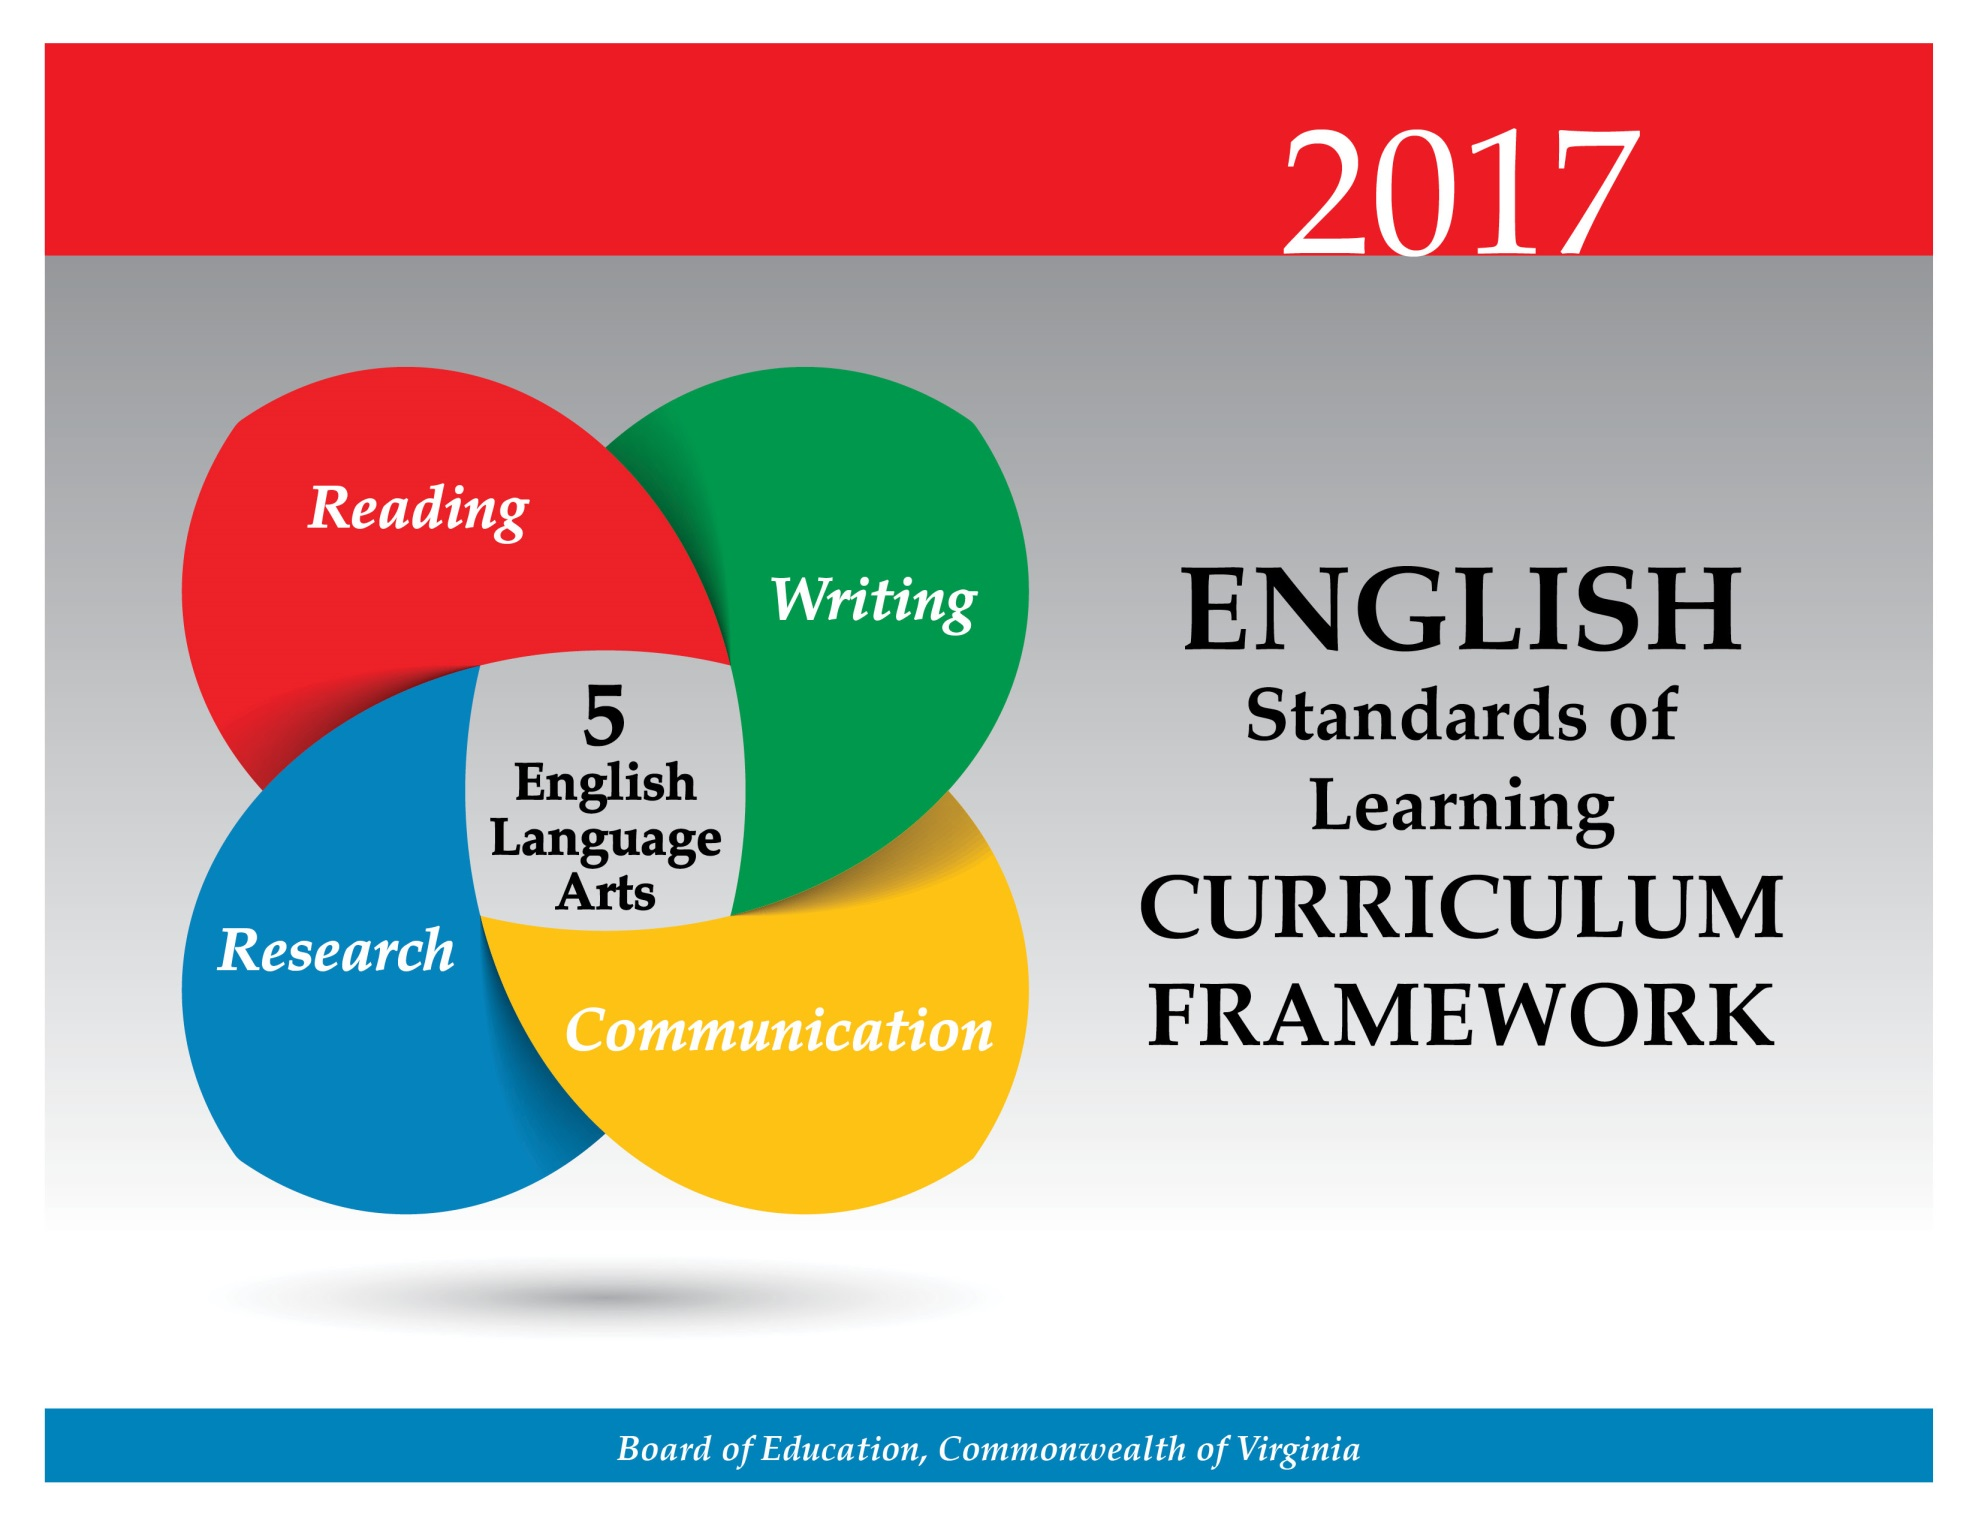 2017
Reading
Writing
5
English
Language
Arts
Research
Communication
ENGLISH
Standards of
Learning
CURRICULUM
FRAMEWORK
Board of Education, Commonwealth of Virginia